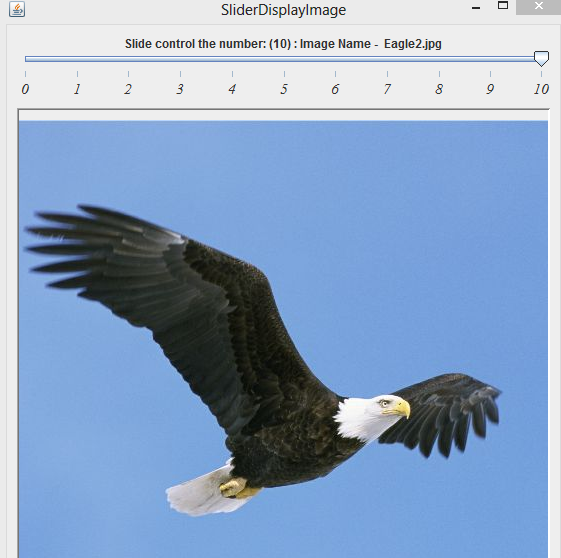 SliderDisplayImage
Slide control the number: (10) : Image Name - Eagle2.jpg
0 1 2 3 4 5 6 7 8 9 10